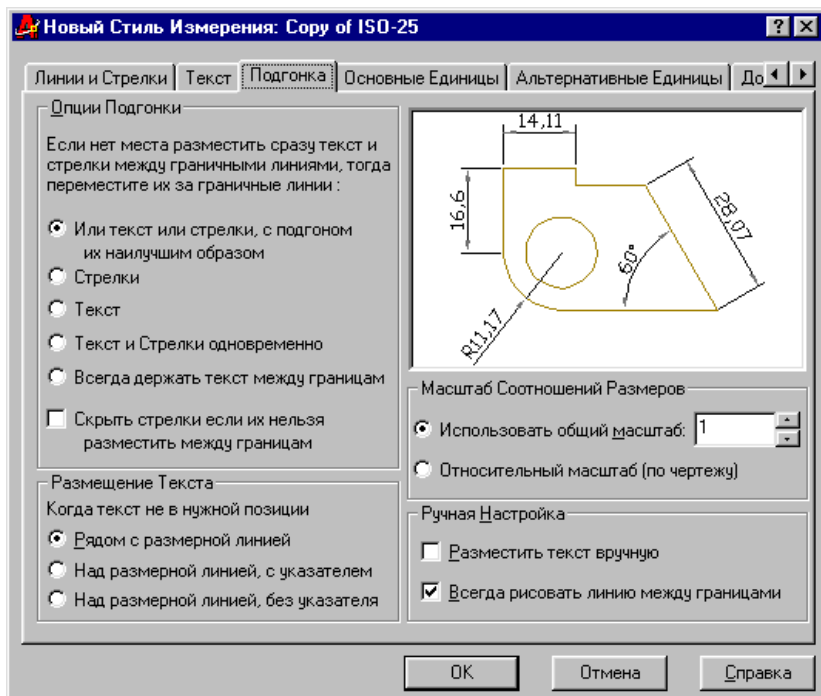 Новый Стиль Измерения: Copy of ISO-25
Линии и Стрелки
Текст
Подгонка
Основные Единицы
Альтернативные Единицы
До
Опции Подгонки
Если нет места разместить сразу текст и
стрелки между граничными линиями, тогда
переместите их за граничные линии :
Или текст или стрелки, с подгоном
их наилучшим образом
Стрелки
Текст
Текст и Стрелки одновременно
Всегда держать текст между границам
Скрыть стрелки если их нельзя
разместить между границам
Размещение Текста
Когда текст не в нужной позиции
Рядом с размерной линией
Над размерной линией, с указателем
Над размерной линией, без указателя
14,11
16,6
28,07
60°
R11,17
Масштаб Соотношений Размеров
Использовать общий масштаб:
1
Относительный масштаб (по чертежу)
Ручная Настройка
Разместить текст вручную
Всегда рисовать линию между границами
OK
Отмена
Справка